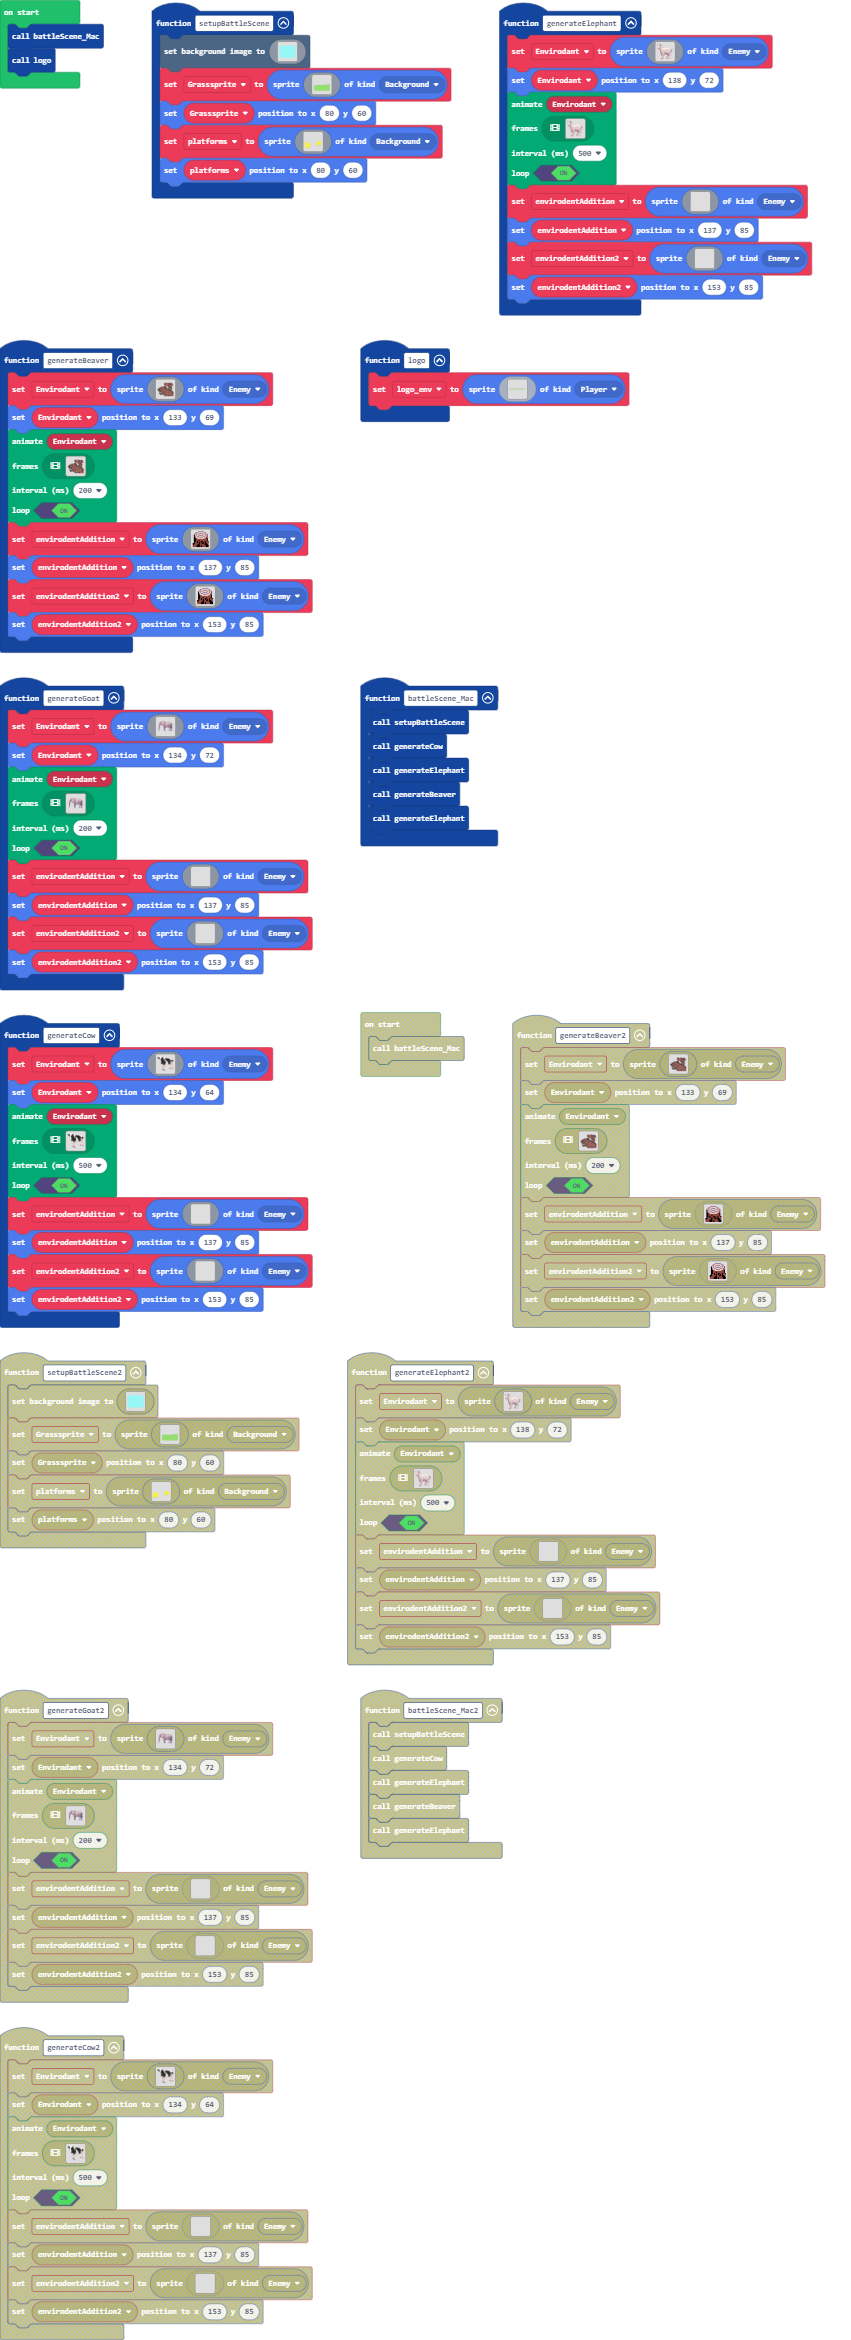 on start
call battleScene_Mac
call logo
function setupBattleScene
set background image to
set Grasssprite to sprite of kind Background
set Grasssprite position to x 80 y 60
set platforms to sprite of kind Background
set platforms position to x 80 y 60
function generateElephant
set Envirodant to sprite of kind Enemy
set Envirodant position to x 138 y 72
animate Envirodant
frames
interval (ms) 500
loop ON
set envirodentAddition to sprite of kind Enemy
set envirodentAddition position to x 137 y 85
set envirodentAddition2 to sprite of kind Enemy
set envirodentAddition2 position to x 153 y 85
function generateBeaver
set Envirodant to sprite of kind Enemy
set Envirodant position to x 133 y 69
animate Envirodant
frames
interval (ms) 200
loop ON
set envirodentAddition to sprite of kind Enemy
set envirodentAddition position to x 137 y 85
set envirodentAddition2 to sprite of kind Enemy
set envirodentAddition2 position to x 153 y 85
function logo
set logo_env to sprite of kind Player
function generateGoat
set Envirodant to sprite of kind Enemy
set Envirodant position to x 134 y 72
animate Envirodant
frames
interval (ms) 200
loop ON
set envirodentAddition to sprite of kind Enemy
set envirodentAddition position to x 137 y 85
set envirodentAddition2 to sprite of kind Enemy
set envirodentAddition2 position to x 153 y 85
function battleScene_Mac
call setupBattleScene
call generateCow
call generateElephant
call generateBeaver
call generateElephant
function generateCow
set Envirodant to sprite of kind Enemy
set Envirodant position to x 134 y 64
animate Envirodant
frames
interval (ms) 500
loop ON
set envirodentAddition to sprite of kind Enemy
set envirodentAddition position to x 137 y 85
set envirodentAddition2 to sprite of kind Enemy
set envirodentAddition2 position to x 153 y 85
on start
call battleScene_Mac
function generateBeaver2
set Envirodant to sprite of kind Enemy
set Envirodant position to x 133 y 69
animate Envirodant
frames
interval (ms) 200
loop ON
set envirodentAddition to sprite of kind Enemy
set envirodentAddition position to x 137 y 85
set envirodentAddition2 to sprite of kind Enemy
set envirodentAddition2 position to x 153 y 85
function setupBattleScene2
set background image to
set Grasssprite to sprite of kind Background
set Grasssprite position to x 80 y 60
set platforms to sprite of kind Background
set platforms position to x 80 y 60
function generateElephant2
set Envirodant to sprite of kind Enemy
set Envirodant position to x 138 y 72
animate Envirodant
frames
interval (ms) 500
loop ON
set envirodentAddition to sprite of kind Enemy
set envirodentAddition position to x 137 y 85
set envirodentAddition2 to sprite of kind Enemy
set envirodentAddition2 position to x 153 y 85
function generateGoat2
set Envirodant to sprite of kind Enemy
set Envirodant position to x 134 y 72
animate Envirodant
frames
interval (ms) 200
loop ON
set envirodentAddition to sprite of kind Enemy
set envirodentAddition position to x 137 y 85
set envirodentAddition2 to sprite of kind Enemy
set envirodentAddition2 position to x 153 y 85
function battleScene_Mac2
call setupBattleScene
call generateCow
call generateElephant
call generateBeaver
call generateElephant
function generateCow2
set Envirodant to sprite of kind Enemy
set Envirodant position to x 134 y 64
animate Envirodant
frames
interval (ms) 500
loop ON
set envirodentAddition to sprite of kind Enemy
set envirodentAddition position to x 137 y 85
set envirodentAddition2 to sprite of kind Enemy
set envirodentAddition2 position to x 153 y 85